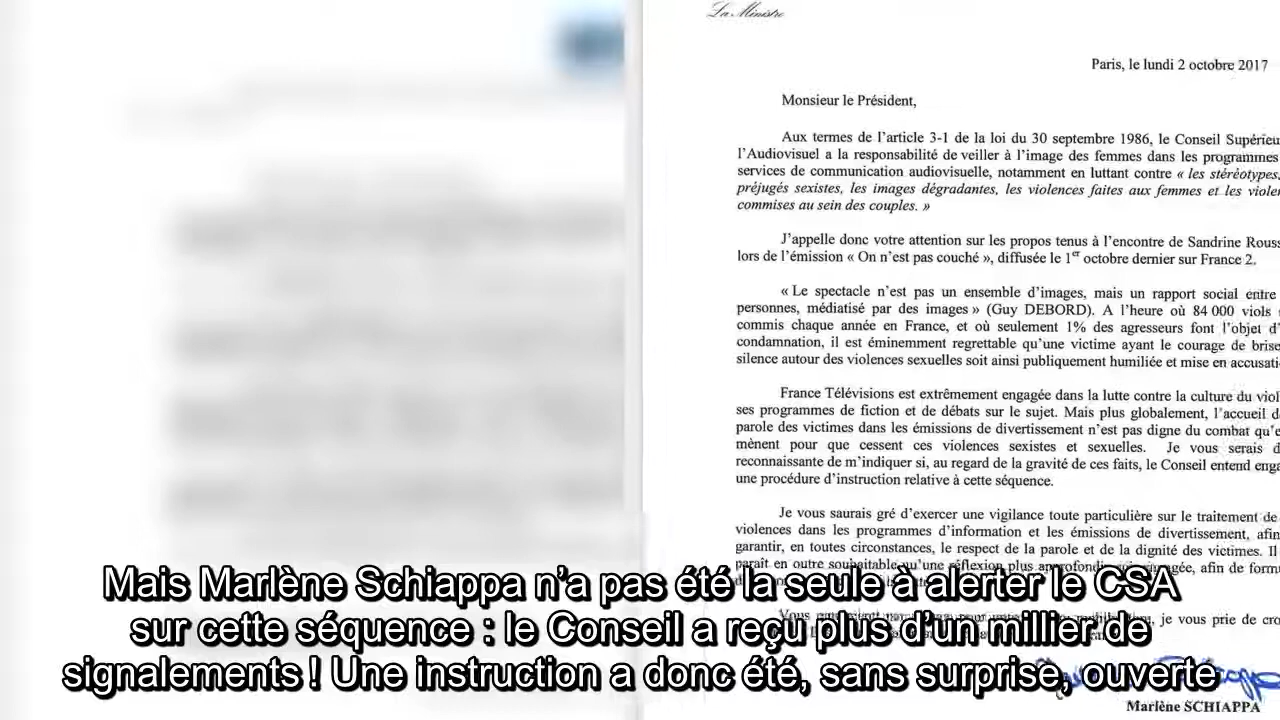 La Ministre
Paris, le lundi 2 octobre 2017
Monsieur le Président,
Aux termes de l'article 3-1 de la loi du 30 septembre 1986, le Conseil Supérieu
l'Audiovisuel a la responsabilité de veiller à l'image des femmes dans les programmes
services de communication audiovisuelle, notamment en luttant contre « les stéréotypes,
préjugés sexistes, les images dégradantes, les violences faites aux femmes et les violen
commises au sein des couples. »
J'appelle donc votre attention sur les propos tenus à l'encontre de Sandrine Rouss
lors de l'émission « On n'est pas couché », diffusée le 1er octobre dernier sur France 2.
« Le spectacle n'est pas un ensemble d'images, mais un rapport social entre
personnes, médiatisé par des images » (Guy DEBORD). A l'heure où 84 000 viols
commis chaque année en France, et où seulement 1% des agresseurs font l'objet d'
condamnation, il est éminemment regrettable qu'une victime ayant le courage de brise
silence autour des violences sexuelles soit ainsi publiquement humiliée et mise en accusati
France Télévisions est extrêmement engagée dans la lutte contre la culture du viol
ses programmes de fiction et de débats sur le sujet. Mais plus globalement, l'accueil d
parole des victimes dans les émissions de divertissement n'est pas digne du combat qu'e
mènent pour que cessent ces violences sexistes et sexuelles. Je vous serais d
reconnaissante de m'indiquer si, au regard de la gravité de ces faits, le Conseil entend enga
une procédure d'instruction relative à cette séquence.
Je vous saurais gré d'exercer une vigilance toute particulière sur le traitement de
violences dans les programmes d'information et les émissions de divertissement, afin
garantir, en toutes circonstances, le respect de la parole et de la dignité des victimes. Il
paraît en outre souhaitable qu'une réflexion plus approfondie soit engagée, afin de form
je vous prie de cro
Mais Marlène Schiappa n'a pas été la seule à alerter le CSA
sur cette séquence : le Conseil a reçu plus d'un millier de
signalements ! Une instruction a donc été, sans surprise, ouverte
Marlène SCHIAPPA